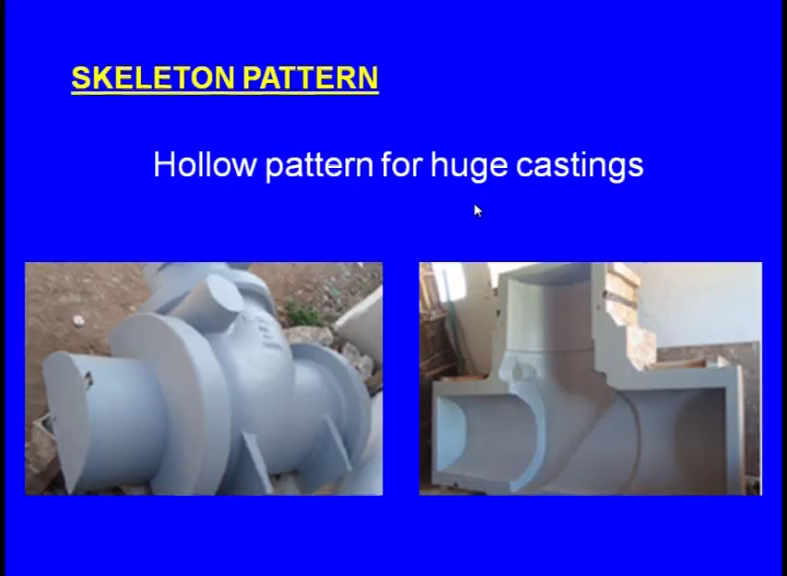 SKELETON PATTERN
Hollow pattern for huge castings